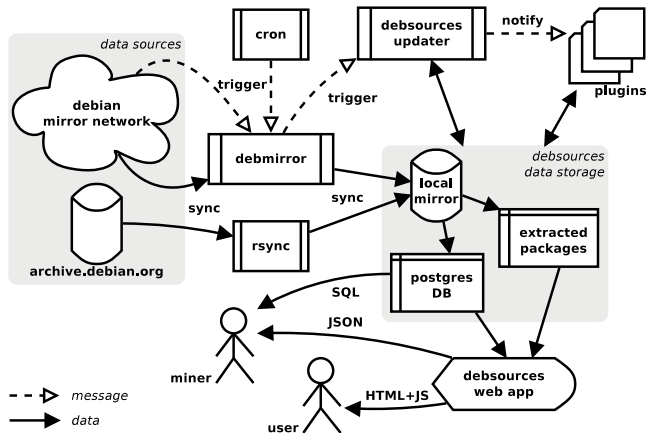 data sources
cron
debsources
updater
notify
plugins
debian
mirror network
trigger
trigger
debmirror
debsources
data storage
local
mirror
sync
sync
archive.debian.org
rsync
extracted
packages
postgres
DB
SQL
JSON
miner
debsources
web app
HTML+JS
user
message
data